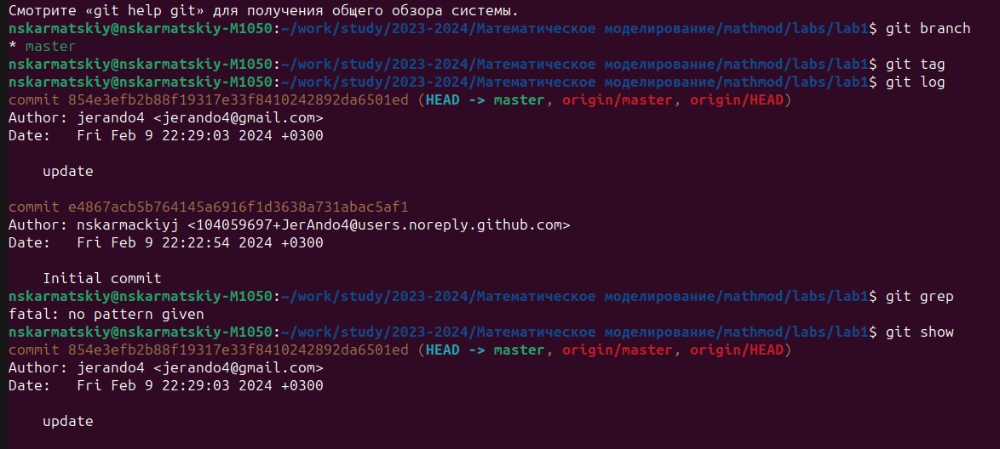 Смотрите «git help git» для получения общего обзора системы.
nskarmatskiy@nskarmatskiy-M1050:~/work/study/2023-2024/Математическое моделирование/mathmod/labs/lab1$ git branch
* master
nskarmatskiy@nskarmatskiy-M1050:~/work/study/2023-2024/Математическое моделирование/mathmod/labs/lab1$ git tag
nskarmatskiy@nskarmatskiy-M1050:~/work/study/2023-2024/Математическое моделирование/mathmod/labs/lab1$ git log
commit 854e3efb2b88f19317e33f8410242892da6501ed (HEAD -> master, origin/master, origin/HEAD)
Author: jerando4 <jerando4@gmail.com>
Date:   Fri Feb 9 22:29:03 2024 +0300
update
commit e4867acb5b764145a6916f1d3638a731abac5af1
Author: nskarmackiyj <104059697+JerAndo4@users.noreply.github.com>
Date:   Fri Feb 9 22:22:54 2024 +0300
Initial commit
nskarmatskiy@nskarmatskiy-M1050:~/work/study/2023-2024/Математическое моделирование/mathmod/labs/lab1$ git grep
fatal: no pattern given
nskarmatskiy@nskarmatskiy-M1050:~/work/study/2023-2024/Математическое моделирование/mathmod/labs/lab1$ git show
commit 854e3efb2b88f19317e33f8410242892da6501ed (HEAD -> master, origin/master, origin/HEAD)
Author: jerando4 <jerando4@gmail.com>
Date:   Fri Feb 9 22:29:03 2024 +0300
update